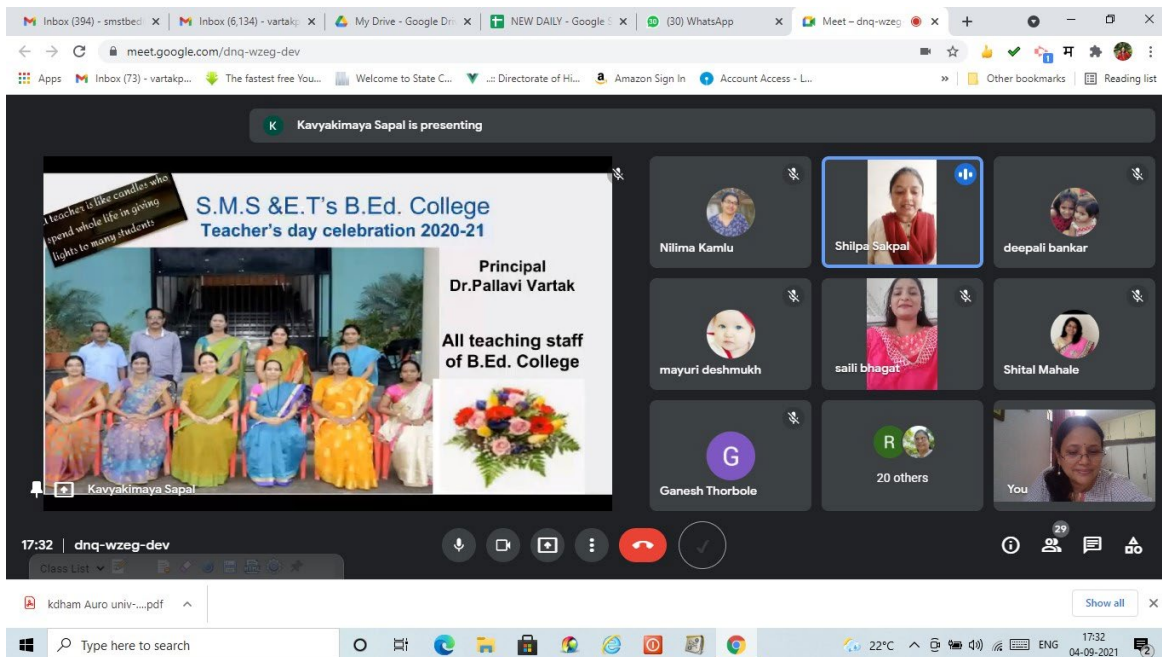 Inbox (394) - smstbed
Inbox (6,134) - vartakp
My Drive - Google Dri
NEW DAILY - Google S
(30) WhatsApp
Meet – dnq-wzeg
meet.google.com/dnq-wzeg-dev
Apps
Inbox (73) - vartakp...
The fastest free You...
Welcome to State C...
..:: Directorate of Hi...
Amazon Sign In
Account Access - L...
Other bookmarks
Reading list
K Kavyakimaya Sapal is presenting
A teacher is like candles who
spend whole life in giving
lights to many students
S.M.S &E.T's B.Ed. College
Teacher's day celebration 2020-21
Principal
Dr.Pallavi Vartak
All teaching staff
of B.Ed. College
Kavyakimaya Sapal
Nilima Kamlu
Shilpa Sakpal
deepali bankar
mayuri deshmukh
saili bhagat
Shital Mahale
G
Ganesh Thorbole
R
20 others
You
17:32 | dnq-wzeg-dev
29
Class List
kdham Auro univ-....pdf
Show all
Type here to search
22°C
ENG
17:32
04-09-2021
2